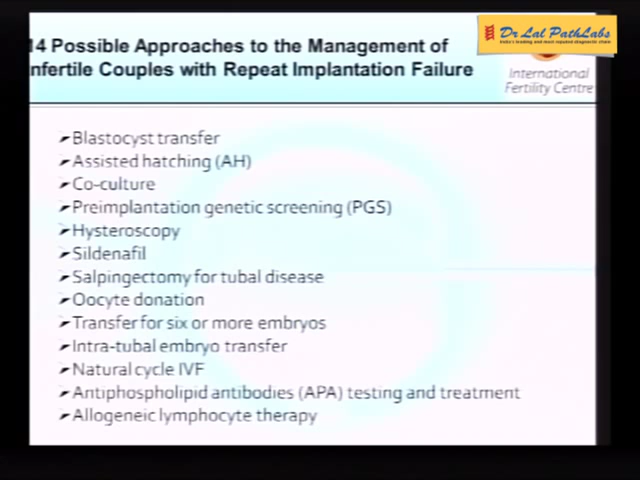 14 Possible Approaches to the Management of
nfertile Couples with Repeat Implantation Failure
Dr Lal PathLabs
India's leading and most reputed diagnostic chain
International
Fertility Centre
➢Blastocyst transfer
➢Assisted hatching (AH)
➢Co-culture
➢Preimplantation genetic screening (PGS)
➢Hysteroscopy
➢Sildenafil
➢Salpingectomy for tubal disease
➢Oocyte donation
➢Transfer for six or more embryos
➢Intra-tubal embryo transfer
➢Natural cycle IVF
➢Antiphospholipid antibodies (APA) testing and treatment
➢Allogeneic lymphocyte therapy